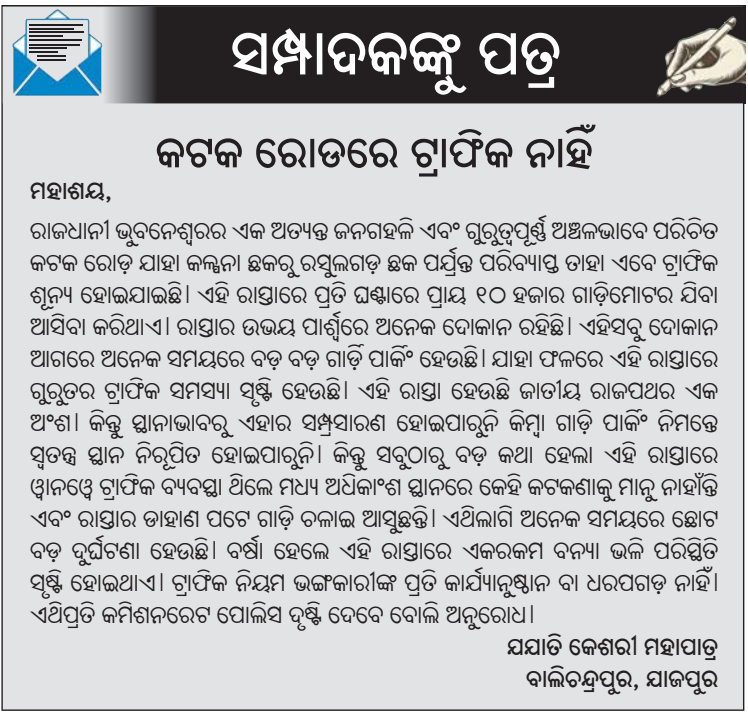 ସମ୍ପାଦକଙ୍କୁ ପତ୍ର
କଟକ ରୋଡରେ ଟ୍ରାଫିକ ନାହିଁ
ମହାଶୟ,
ରାଜଧାନୀ ଭୁବନେଶ୍ୱରର ଏକ ଅତ୍ୟନ୍ତ ଜନଗହଳି ଏବଂ ଗୁରୁତ୍ୱପୂର୍ଣ୍ଣ ଅଞ୍ଚଳଭାବେ ପରିଚିତ
କଟକ ରୋଡ଼ ଯାହା କଳ୍ପନା ଛକରୁ ରସୁଲଗଡ଼ ଛକ ପର୍ଯ୍ୟନ୍ତ ପରିବ୍ୟାପ୍ତ ତାହା ଏବେ ଟ୍ରାଫିକ
ଶୂନ୍ୟ ହୋଇଯାଇଛି। ଏହି ରାସ୍ତାରେ ପ୍ରତି ଘଣ୍ଟାରେ ପ୍ରାୟ ୧୦ ହଜାର ଗାଡ଼ିମୋଟର ଯିବା
ଆସିବା କରିଥାଏ। ରାସ୍ତାର ଉଭୟ ପାର୍ଶ୍ୱରେ ଅନେକ ଦୋକାନ ରହିଛି। ଏହିସବୁ ଦୋକାନ
ଆଗରେ ଅନେକ ସମୟରେ ବଡ଼ ବଡ଼ ଗାର୍ଡ଼ି ପାର୍କିଂ ହେଉଛି। ଯାହା ଫଳରେ ଏହି ରାସ୍ତାରେ
ଗୁରୁତର ଟ୍ରାଫିକ ସମସ୍ୟା ସୃଷ୍ଟି ହେଉଛି। ଏହି ରାସ୍ତା ହେଉଛି ଜାତୀୟ ରାଜପଥର ଏକ
ଅଂଶ। କିନ୍ତୁ ସ୍ଥାନାଭାବରୁ ଏହାର ସମ୍ପ୍ରସାରଣ ହୋଇପାରୁନି କିମ୍ବା ଗାଡ଼ି ପାର୍କିଂ ନିମନ୍ତେ
ସ୍ୱତନ୍ତ୍ର ସ୍ଥାନ ନିରୂପିତ ହୋଇପାରୁନି। କିନ୍ତୁ ସବୁଠାରୁ ବଡ଼ କଥା ହେଲା ଏହି ରାସ୍ତାରେ
ୱାନୱେ ଟ୍ରାଫିକ ବ୍ୟବସ୍ଥା ଥିଲେ ମଧ୍ୟ ଅଧିକାଂଶ ସ୍ଥାନରେ କେହି କଟକଣାକୁ ମାନୁ ନାହାଁନ୍ତି
ଏବଂ ରାସ୍ତାର ଡାହାଣ ପଟେ ଗାଡ଼ି ଚଳାଇ ଆସୁଛନ୍ତି। ଏଥିଲାଗି ଅନେକ ସମୟରେ ଛୋଟ
ବଡ଼ ଦୁର୍ଘଟଣା ହେଉଛି। ବର୍ଷା ହେଲେ ଏହି ରାସ୍ତାରେ ଏକରକମ ବନ୍ୟା ଭଳି ପରିସ୍ଥିତି
ସୃଷ୍ଟି ହୋଇଥାଏ। ଟ୍ରାଫିକ ନିୟମ ଭଙ୍ଗକାରୀଙ୍କ ପ୍ରତି କାର୍ଯ୍ୟାନୁଷ୍ଠାନ ବା ଧରପଗଡ଼ ନାହିଁ।
ଏଥିପ୍ରତି କମିଶନରେଟ ପୋଲିସ ଦୃଷ୍ଟି ଦେବେ ବୋଲି ଅନୁରୋଧ।
ଯଯାତି କେଶରୀ ମହାପାତ୍ର
ବାଲିଚନ୍ଦ୍ରପୁର, ଯାଜପୁର